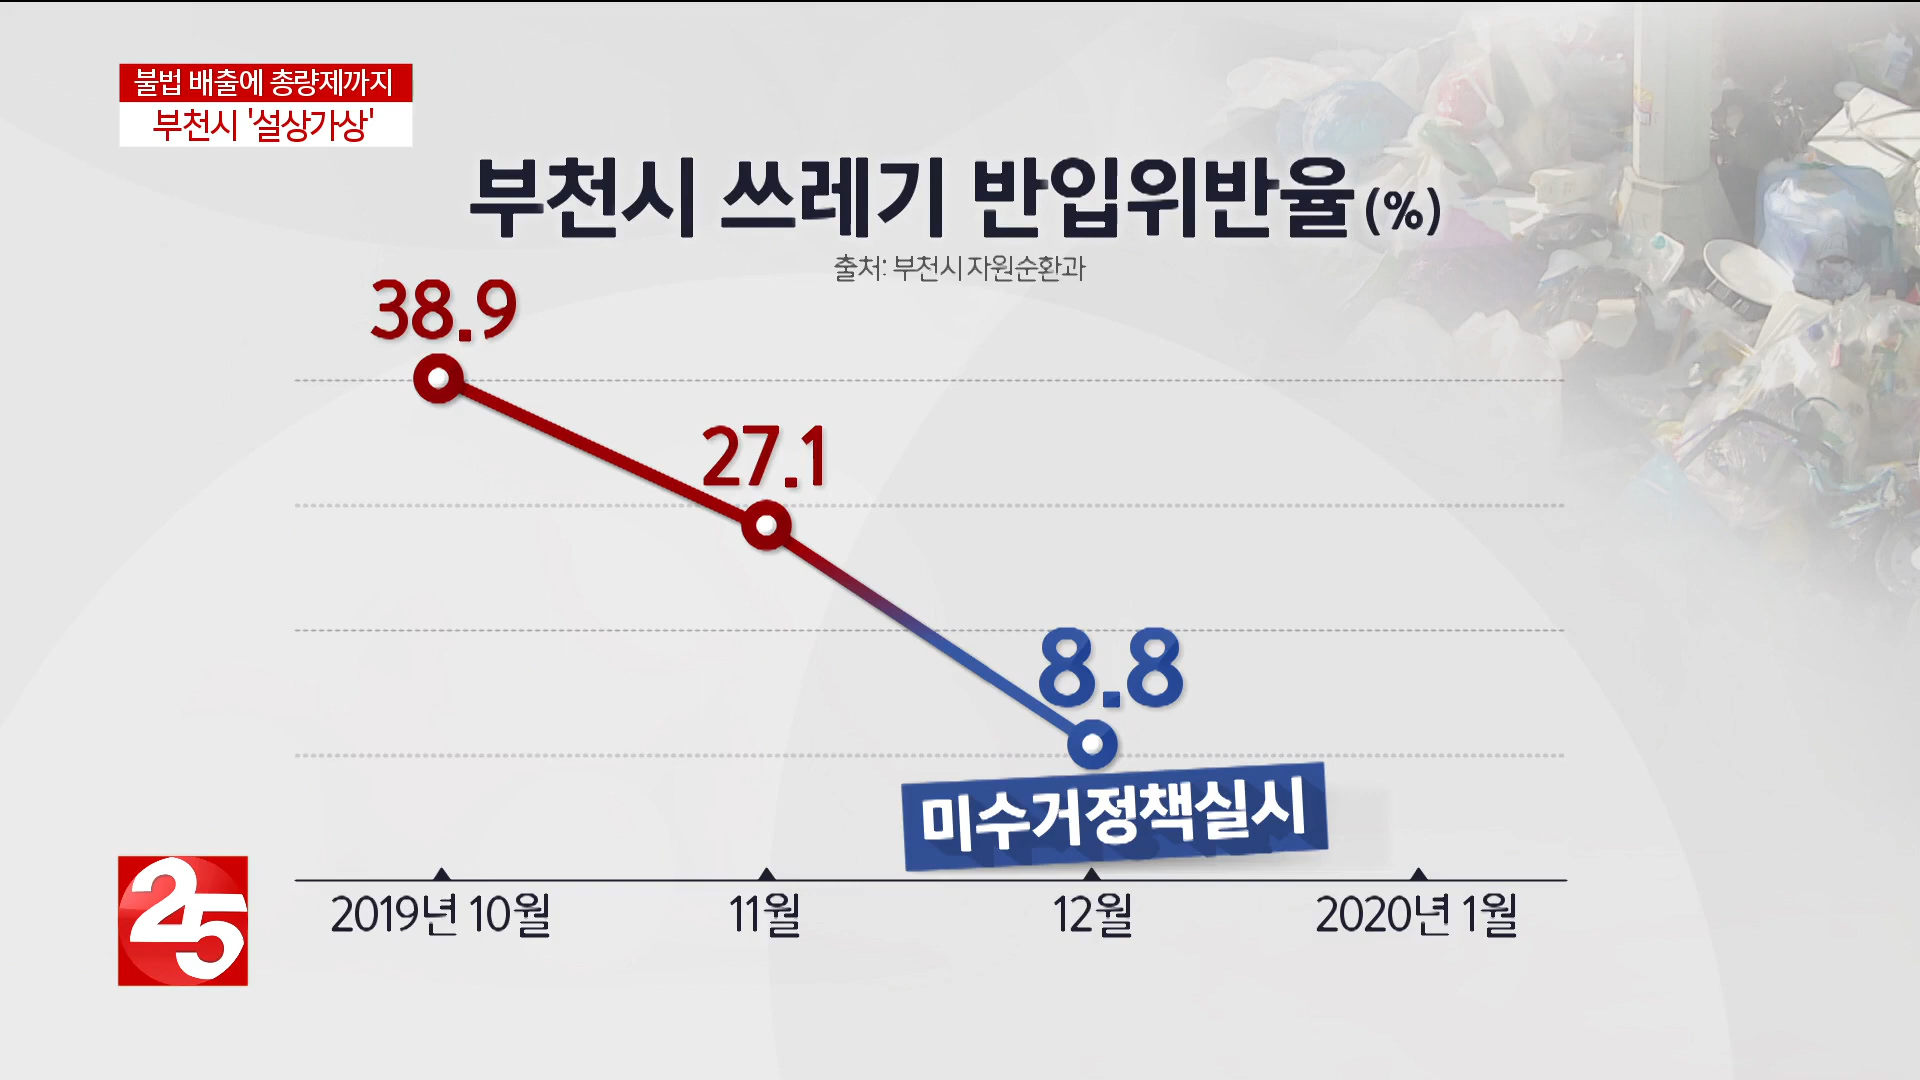 불법 배출에 총량제까지
부천시 '설상가상'
부천시 쓰레기 반입위반율(%)
출처: 부천시 자원순환과
38.9
27.1
8.8
미수거정책실시
2019년 10월 11월 12월 2020년 1월
25